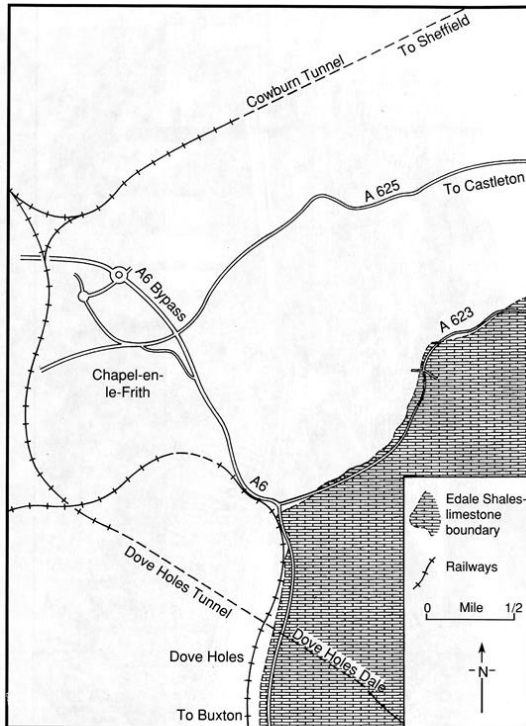 To Sheffield
Cowburn Tunnel
A 625
To Castleton
A6 Bypass
A 623
Chapel-en-
le-Frith
A6
Edale Shales-
limestone
boundary
Railways
0 Mile 1/2
Dove Holes Tunnel
Dove Holes
Dove Holes Dale
-N-
To Buxton